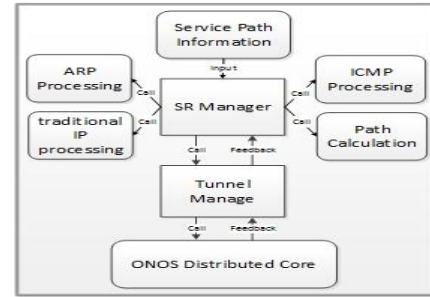 Service Path
Information
Input
ARP
Processing
ICMP
Processing
Call
Call
SR Manager
traditional
IP
processing
Call
Call
Path
Calculation
Call
Feedback
Tunnel
Manage
Call
Feedback
ONOS Distributed Core